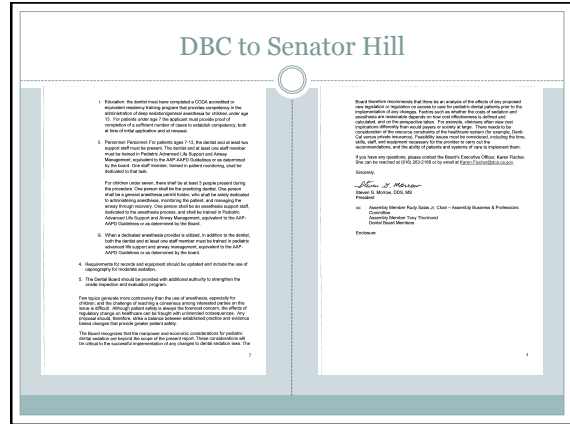 DBC to Senator Hill
i. Education: the dentist must have completed a CODA accredited or
equivalent residency training program that provides competency in the
administration of deep sedation/general anesthesia for children under age
13. For patients under age 7 the applicant must provide proof of
completion of a sufficient number of cases to establish competency, both
at time of initial application and at renewal.
ii. Personnel: Personnel: For patients ages 7-13, the dentist and at least two
support staff must be present. The dentist and at least one staff member
must be trained in Pediatric Advanced Life Support and Airway
Management, equivalent to the AAP-AAPD Guidelines or as determined
by the board. One staff member, trained in patient monitoring, shall be
dedicated to that task.
For children under seven, there shall be at least 3 people present during
the procedure. One person shall be the practicing dentist. One person
shall be a general anesthesia permit holder, who shall be solely dedicated
to administering anesthesia, monitoring the patient, and managing the
airway through recovery. One person shall be an anesthesia support staff,
dedicated to the anesthesia process, and shall be trained in Pediatric
Advanced Life Support and Airway Management, equivalent to the AAP-
AAPD Guidelines or as determined by the Board.
iii. When a dedicated anesthesia provider is utilized, in addition to the dentist,
both the dentist and at least one staff member must be trained in pediatric
advanced life support and airway management, equivalent to the AAP-
AAPD Guidelines or as determined by the board.
4. Requirements for records and equipment should be updated and include the use of
capnography for moderate sedation.
5. The Dental Board should be provided with additional authority to strengthen the
onsite inspection and evaluation program.
Few topics generate more controversy than the use of anesthesia, especially for
children; and the challenge of reaching a consensus among interested parties on this
issue is difficult. Although patient safety is always the foremost concern, the effects of
regulatory change on healthcare can be fraught with unintended consequences. Any
proposal should, therefore, strike a balance between established practice and evidence
based changes that provide greater patient safety.
The Board recognizes that the manpower and economic considerations for pediatric
dental sedation are beyond the scope of the present report. These considerations will
be critical to the successful implementation of any changes to dental sedation laws. The
3
Board therefore recommends that there be an analysis of the effects of any proposed
new legislation or regulation on access to care for pediatric dental patients prior to the
implementation of any changes. Factors such as whether the costs of sedation and
anesthesia are reasonable depends on how cost effectiveness is defined and
calculated, and on the perspective taken. For example, clinicians often view cost
implications differently than would payers or society at large. There needs to be
consideration of the resource constraints of the healthcare system (for example, Denti-
Cal versus private insurance). Feasibility issues must be considered, including the time,
skills, staff, and equipment necessary for the provider to carry out the
recommendations, and the ability of patients and systems of care to implement them.
If you have any questions, please contact the Board's Executive Officer, Karen Fischer.
She can be reached at (916) 263-2188 or by email at Karen.Fischer@dca.ca.gov.
Sincerely,
Steven G. Morrow
Steven G. Morrow, DDS, MS
President
cc: Assembly Member Rudy Salas Jr, Chair – Assembly Business & Professions
Committee
Assembly Member Tony Thurmond
Dental Board Members
Enclosure
4